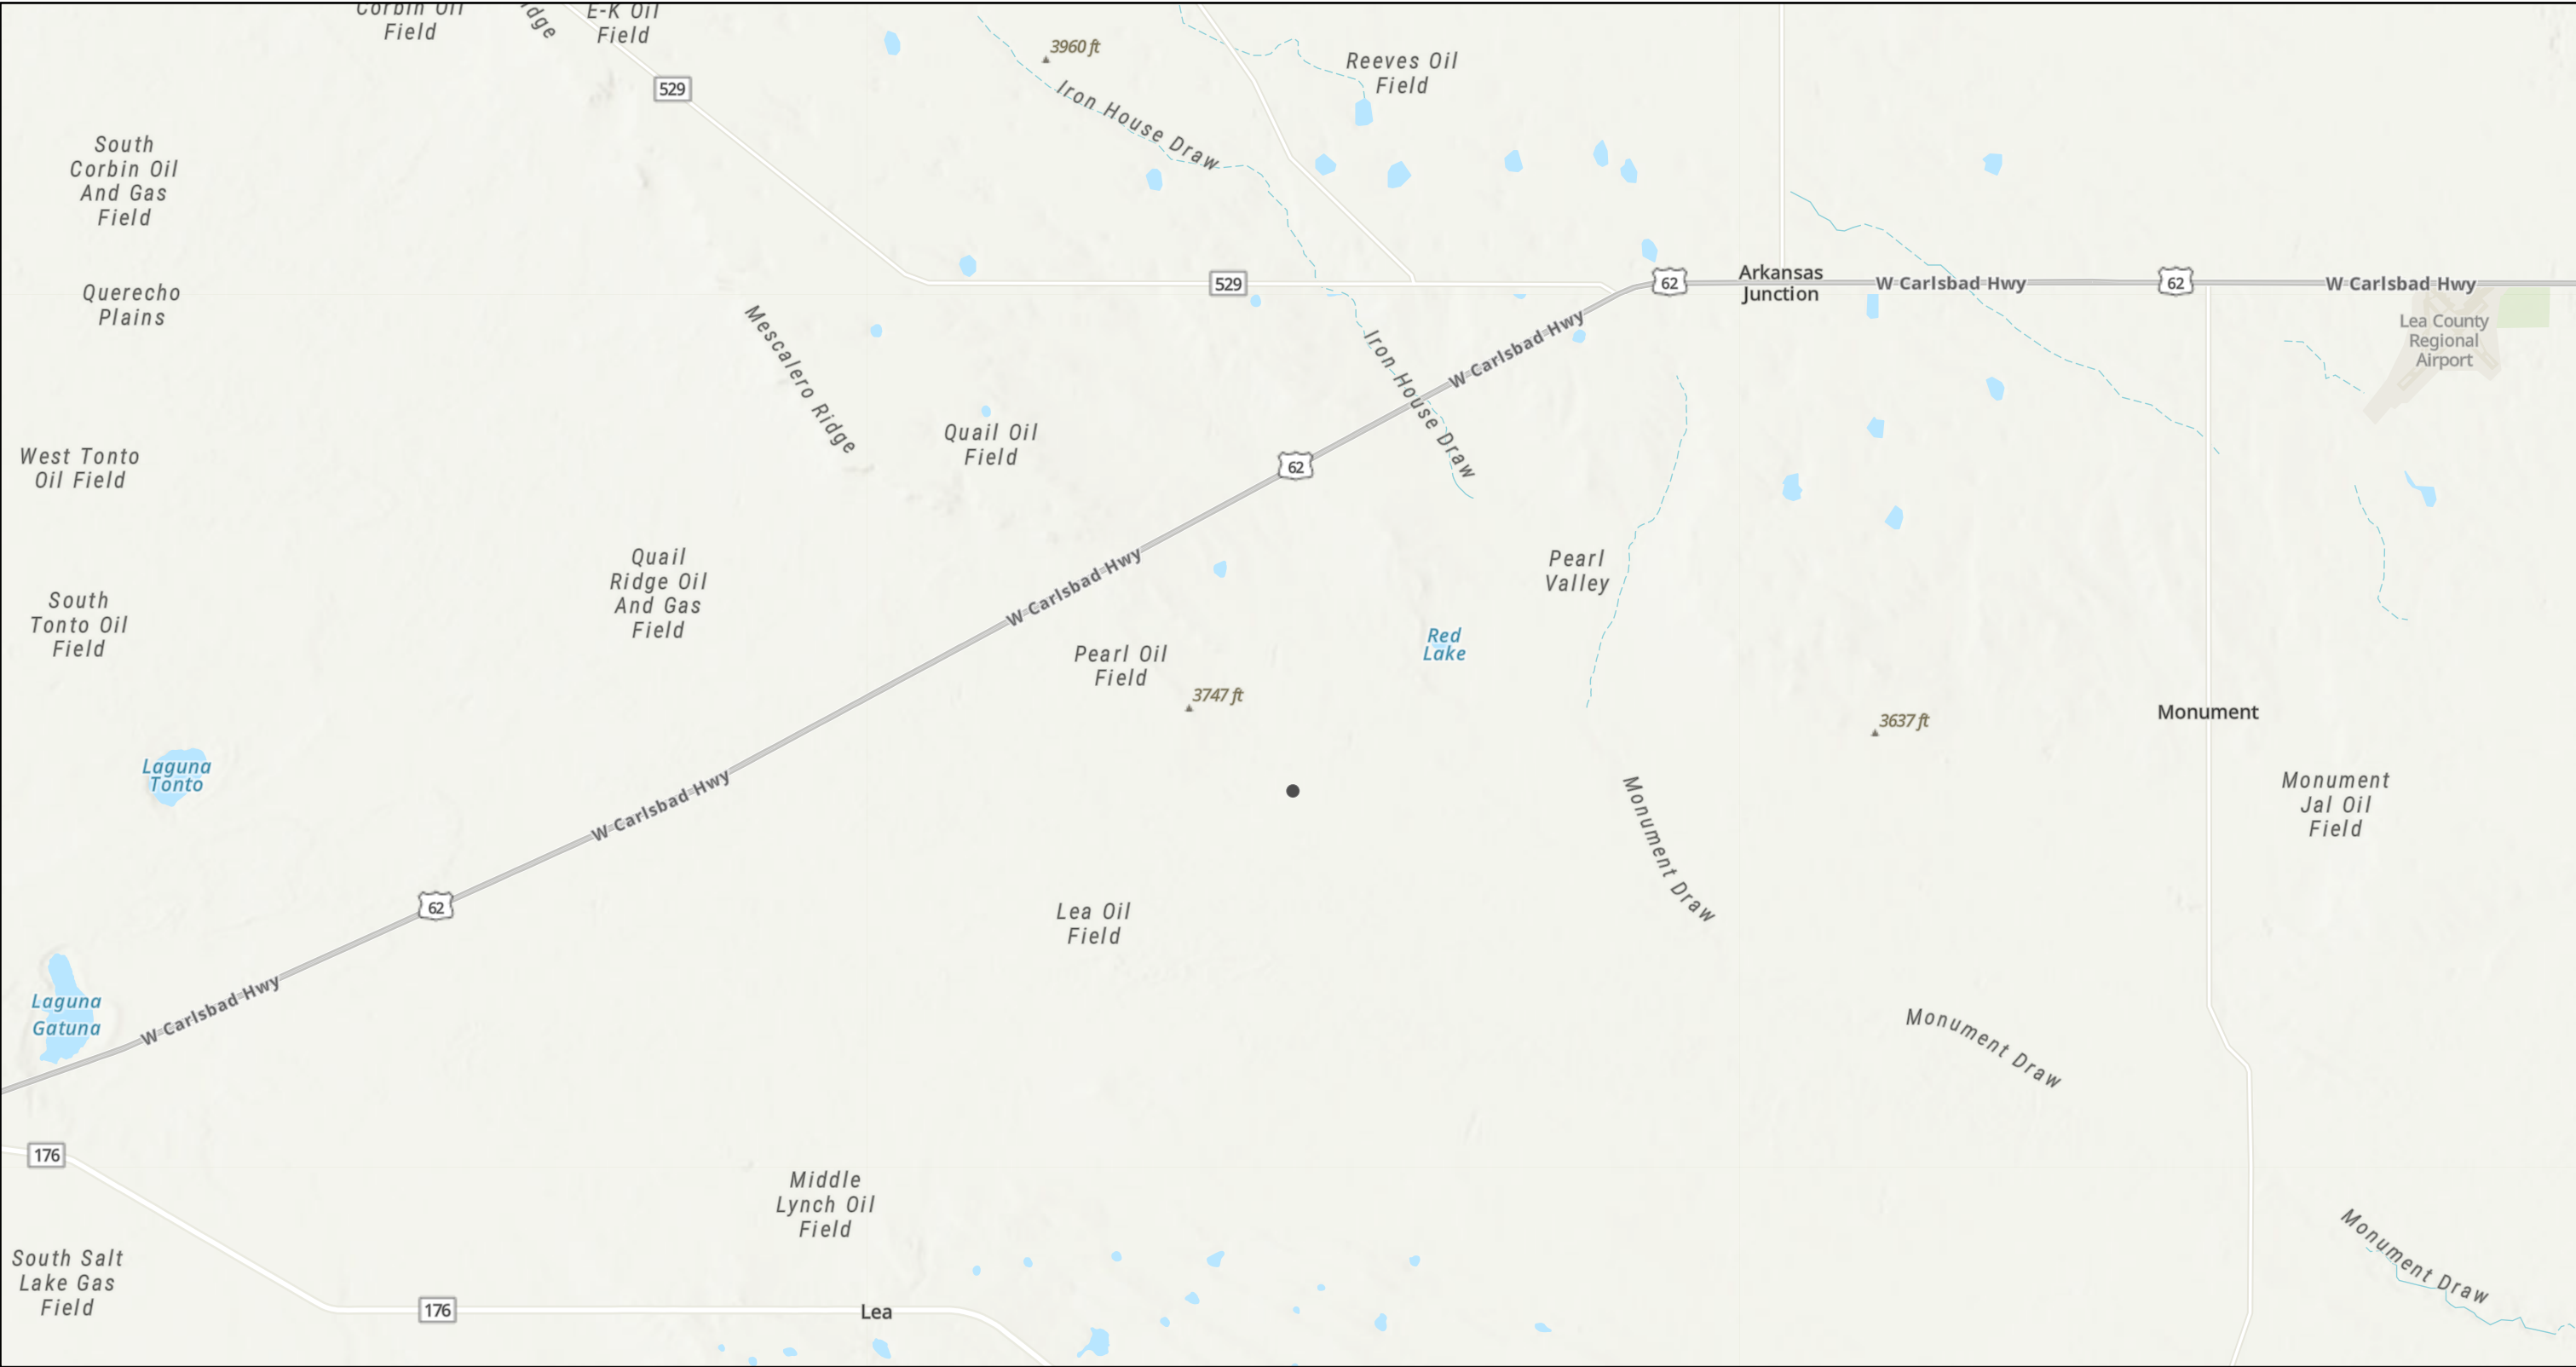 Corbin Oil
Field
E-K Oil
Field
3960 ft
Reeves Oil
Field
529
Iron House Draw
South
Corbin Oil
And Gas
Field
Querecho
Plains
529
62
Arkansas
Junction
W Carlsbad Hwy
62
W Carlsbad Hwy
Lea County
Regional
Airport
Mescalero Ridge
Iron House Draw
W Carlsbad Hwy
Quail Oil
Field
West Tonto
Oil Field
62
Quail
Ridge Oil
And Gas
Field
W Carlsbad Hwy
Pearl
Valley
South
Tonto Oil
Field
Red
Lake
Pearl Oil
Field
3747 ft
3637 ft
Monument
Laguna
Tonto
W Carlsbad Hwy
Monument Draw
Monument
Jal Oil
Field
62
Lea Oil
Field
Laguna
Gatuna
W Carlsbad Hwy
Monument Draw
176
Middle
Lynch Oil
Field
South Salt
Lake Gas
Field
Monument Draw
176
Lea